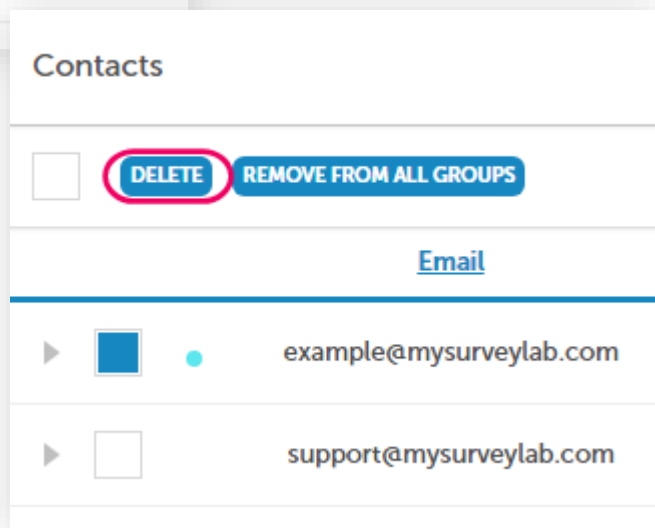 Contacts
DELETE REMOVE FROM ALL GROUPS
Email
example@mysurveylab.com
support@mysurveylab.com